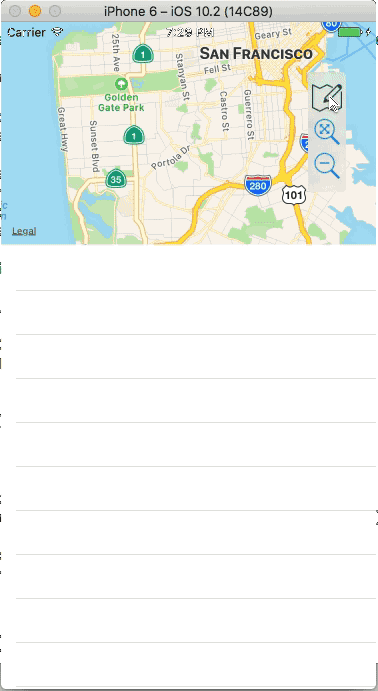 iPhone 6 – iOS 10.2 (14C89)
Carrier 7:29 PM
Geary St
80
25th Ave
1
SAN FRANCISCO
Fell St
Stanyan St
Golden
Gate Park
Castro St
Guerrero St
Great Hwy
Sunset Blvd
1
Portola Dr
35
280
101
Legal